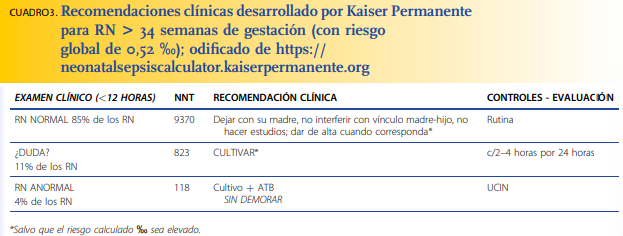 CUADRO3. Recomendaciones clínicas desarrollado por Kaiser Permanente
para RN > 34 semanas de gestación (con riesgo
global de 0,52 ‰); odificado de https://
neonatalsepsiscalculator.kaiserpermanente.org
EXAMEN CLÍNICO (<12 HORAS) NNT RECOMENDACIÓN CLÍNICA CONTROLES - EVALUACIÓN
RN NORMAL 85% de los RN 9370 Dejar con su madre, no interferir con vínculo madre-hijo, no Rutina
hacer estudios; dar de alta cuando corresponda*
¿DUDA? 823 CULTIVAR* c/2–4 horas por 24 horas
11% de los RN
RN ANORMAL 118 Cultivo + ATB UCIN
4% de los RN SIN DEMORAR
*Salvo que el riesgo calculado ‰ sea elevado.